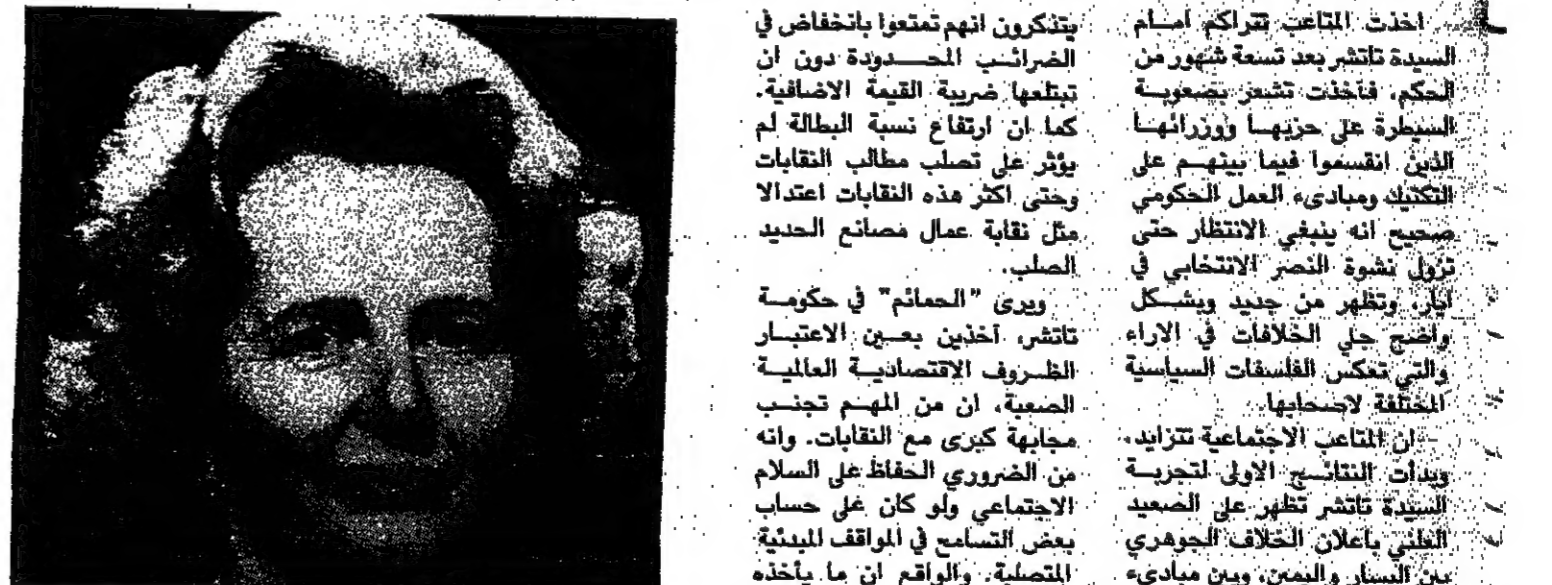 اخذت المتاعب تتراكم امام
السيدة تاتشر بعد تسعة شهور من
الحكم، فأخذت تشعر بصعوبة
السيطرة على حزبها ووزرائها
الذين انقسموا فيما بينهم على
التكتيك ومبادىء العمل الحكومي
صحيح انه ينبغي الانتظار حتى
تزول نشوة النصر الانتخابي في
ايار، وتظهر من جديد وبشكل
واضح جلي الخلافات في الاراء
والتي تعكس الفلسفات السياسية
المختلفة لاصحابها.
ان المتاعب الاجتماعية تتزايد،
وبدأت النتائج الاولى لتجربة
السيدة تاتشر تظهر على الصعيد
العلني بأعلان الخلاف الجوهري
بين اليسار واليمين، وبين مبادىء
يتذكرون انهم تمتعوا بانخفاض في
الضرائب المحدودة دون ان
تبتلعها ضريبة القيمة الاضافية.
كما ان ارتفاع نسبة البطالة لم
يؤثر على تصلب مطالب النقابات
وحتى اكثر هذه النقابات اعتدالا
مثل نقابة عمال مصانع الحديد
الصلب.
ويرى "الحمائم" في حكومة
تاتشر، آخذين بعين الاعتبار
الظروف الاقتصادية العالمية
الصعبة، ان من المهم تجنب
مجابهة كبرى مع النقابات. وانه
من الضروري الحفاظ على السلام
الاجتماعي ولو كان على حساب
بعض التسامح في المواقف المبدئية
المتصلبة. والواقع ان ما يأخذه